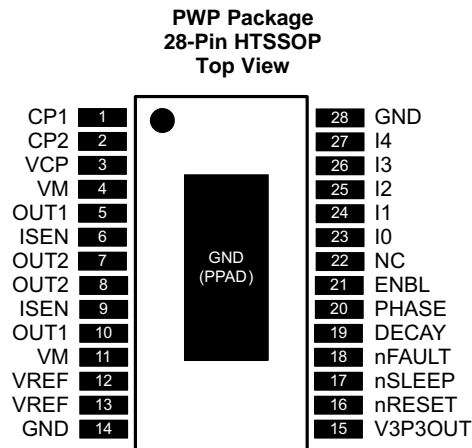 PWP Package
28-Pin HTSSOP
Top View
CP1 1 28 GND
CP2 2 27 I4
VCP 3 26 I3
VM 4 25 I2
OUT1 5 24 I1
ISEN 6 23 I0
OUT2 7 GND 22 NC
OUT2 8 (PPAD) 21 ENBL
ISEN 9 20 PHASE
OUT1 10 19 DECAY
VM 11 18 nFAULT
VREF 12 17 nSLEEP
VREF 13 16 nRESET
GND 14 15 V3P3OUT